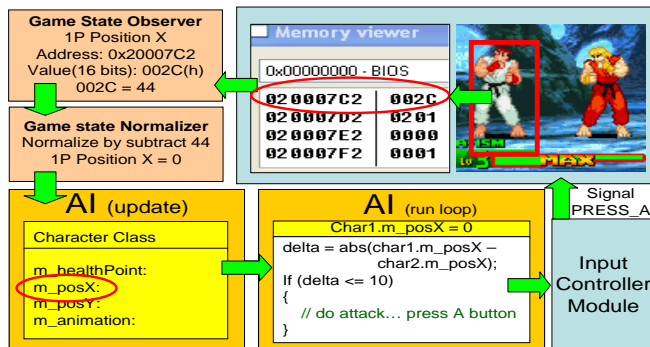 Game State Observer
1P Position X
Address: 0x20007C2
Value(16 bits): 002C(h)
002C = 44
Memory viewer
0x00000000 - BIOS
020007C2 002C
020007D2 0201
020007E2 0000
020007F2 0001
Lv 3 MAX
Game state Normalizer
Normalize by subtract 44
1P Position X = 0
AI (update)
Character Class
m_healthPoint:
m_posX:
m_posY:
m_animation:
AI (run loop)
Char1.m_posX = 0
delta = abs(char1.m_posX –
char2.m_posX);
If (delta <= 10)
{
// do attack… press A button
}
Signal
PRESS_A
Input
Controller
Module